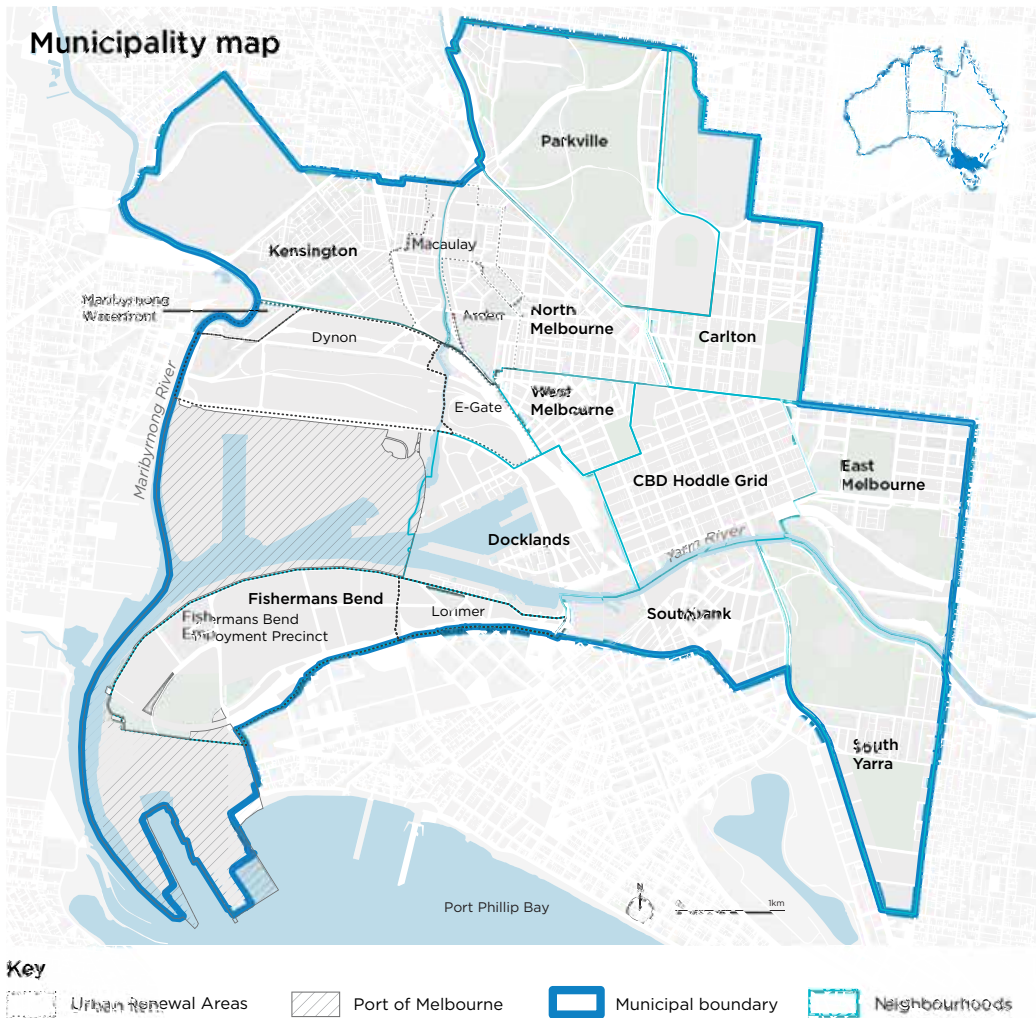 Municipality map
Parkville
Kensington
Macaulay
Maribyrnong
Waterfront
Arden
North
Melbourne
Dynon
Carlton
Maribyrnong River
E-Gate
West
Melbourne
CBD Hoddle Grid
East
Melbourne
Docklands
Yarra River
Fishermans Bend
Fishermans Bend
Employment Precinct
Lorimer
Southbank
South
Yarra
Port Phillip Bay
N
1km
Key
Urban Renewal Areas
Port of Melbourne
Municipal boundary
Neighbourhoods